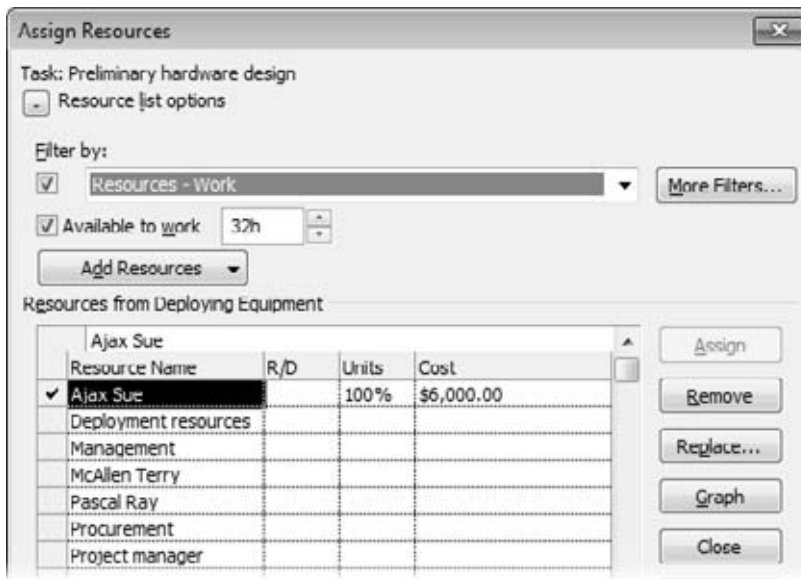 Assign Resources
Task: Preliminary hardware design
- Resource list options
Filter by:
Resources - Work
More Filters...
Available to work 32h
Add Resources
Resources from Deploying Equipment
Ajax Sue
Assign
Resource Name R/D Units Cost
Ajax Sue 100% $6,000.00
Remove
Deployment resources
Management
Replace...
McAllen Terry
Pascal Ray
Graph
Procurement
Project manager
Close